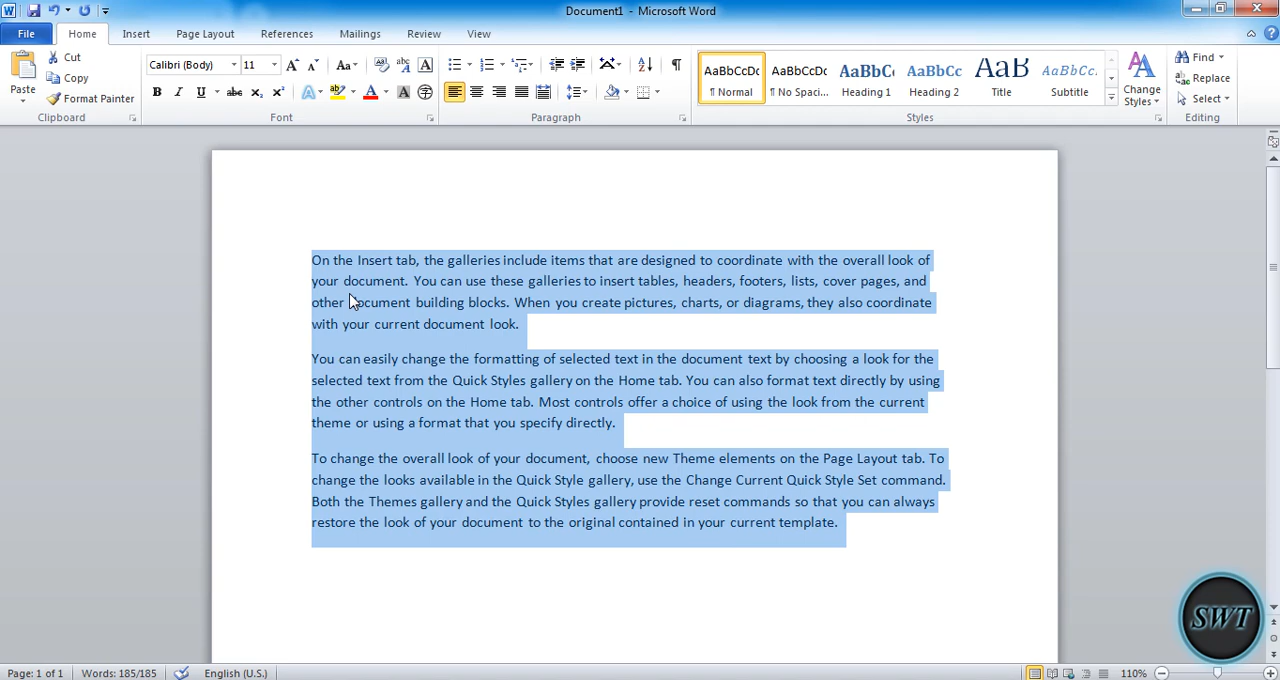 Document1 - Microsoft Word
File Home Insert Page Layout References Mailings Review View
Paste
Cut
Copy
Format Painter
Clipboard
Calibri (Body) 11
Font
Paragraph
AaBbCcDc AaBbCcDc AaBbC AaBbCc AaB AaBbCc.
¶ Normal ¶ No Spaci... Heading 1 Heading 2 Title Subtitle
Change
Styles
Styles
Find
Replace
Select
Editing
On the Insert tab, the galleries include items that are designed to coordinate with the overall look of
your document. You can use these galleries to insert tables, headers, footers, lists, cover pages, and
other document building blocks. When you create pictures, charts, or diagrams, they also coordinate
with your current document look.
You can easily change the formatting of selected text in the document text by choosing a look for the
selected text from the Quick Styles gallery on the Home tab. You can also format text directly by using
the other controls on the Home tab. Most controls offer a choice of using the look from the current
theme or using a format that you specify directly.
To change the overall look of your document, choose new Theme elements on the Page Layout tab. To
change the looks available in the Quick Style gallery, use the Change Current Quick Style Set command.
Both the Themes gallery and the Quick Styles gallery provide reset commands so that you can always
restore the look of your document to the original contained in your current template.
SWT
Page: 1 of 1 Words: 185/185 English (U.S.) 110%